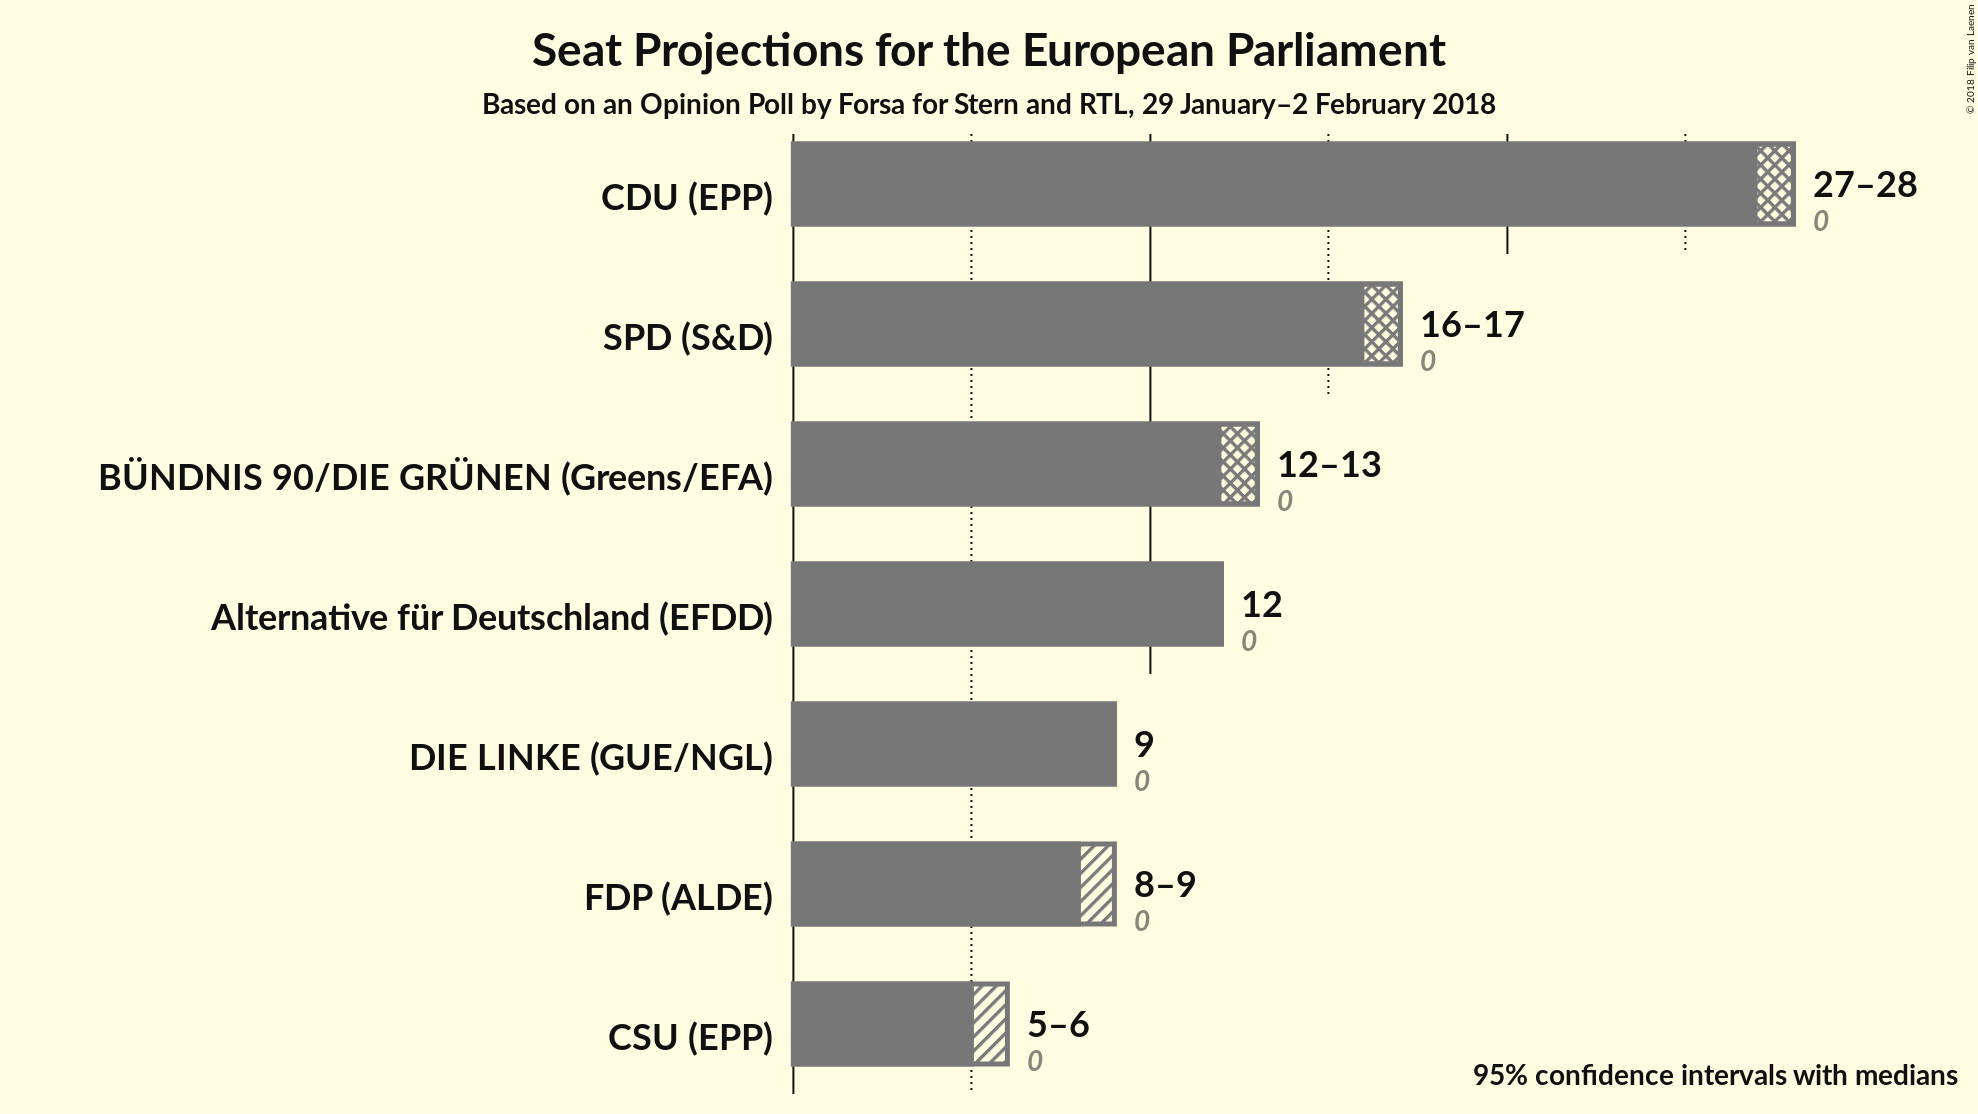 Seat Projections for the European Parliament
Based on an Opinion Poll by Forsa for Stern and RTL, 29 January–2 February 2018
© 2018 Filip van Laenen
CDU (EPP)
27–28
0
SPD (S&D)
16–17
0
BÜNDNIS 90/DIE GRÜNEN (Greens/EFA)
12–13
0
Alternative für Deutschland (EFDD)
12
0
DIE LINKE (GUE/NGL)
9
0
FDP (ALDE)
8–9
0
CSU (EPP)
5–6
0
95% confidence intervals with medians